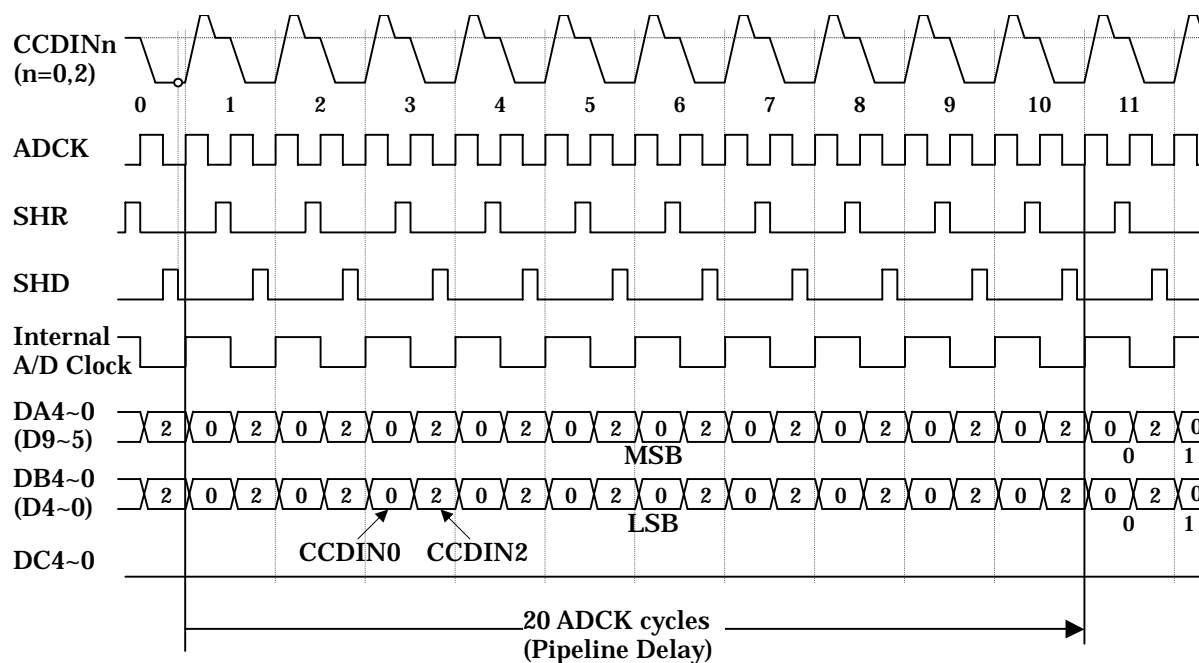 CCDINn
(n=0,2)
0 1 2 3 4 5 6 7 8 9 10 11
ADCK
SHR
SHD
Internal
A/D Clock
DA4~0
(D9~5)
2 0 2 0 2 0 2 0 2 0 2 0 2 0 2 0 2 0 2 0 2 0 2 0
MSB
0 1
DB4~0
(D4~0)
2 0 2 0 2 0 2 0 2 0 2 0 2 0 2 0 2 0 2 0 2 0 2 0
LSB
0 1
CCDIN0 CCDIN2
DC4~0
20 ADCK cycles
(Pipeline Delay)